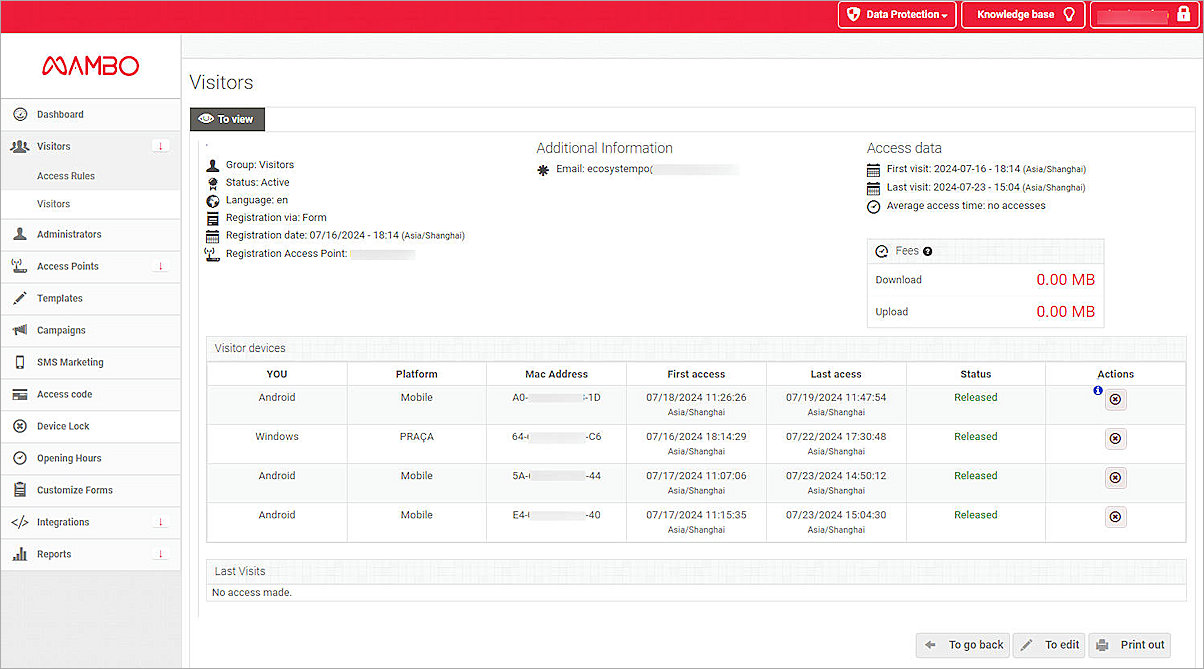 Data Protection
Knowledge base
MAMBO
Dashboard
Visitors
Access Rules
Visitors
Administrators
Access Points
Templates
Campaigns
SMS Marketing
Access code
Device Lock
Opening Hours
Customize Forms
Integrations
Reports
Visitors
To view
Group: Visitors
Status: Active
Language: en
Registration via: Form
Registration date: 07/16/2024 - 18:14 (Asia/Shanghai)
Registration Access Point:
Additional Information
Email: ecosystempo(
Access data
First visit: 2024-07-16 - 18:14 (Asia/Shanghai)
Last visit: 2024-07-23 - 15:04 (Asia/Shanghai)
Average access time: no accesses
Fees
Download 0.00 MB
Upload 0.00 MB
Visitor devices
YOU Platform Mac Address First access Last acess Status Actions
Android Mobile A0- -1D 07/18/2024 11:26:26 07/19/2024 11:47:54 Released
Asia/Shanghai Asia/Shanghai
Windows PRAÇA 64- -C6 07/16/2024 18:14:29 07/22/2024 17:30:48 Released
Asia/Shanghai Asia/Shanghai
Android Mobile 5A- -44 07/17/2024 11:07:06 07/23/2024 14:50:12 Released
Asia/Shanghai Asia/Shanghai
Android Mobile E4- -40 07/17/2024 11:15:35 07/23/2024 15:04:30 Released
Asia/Shanghai Asia/Shanghai
Last Visits
No access made.
To go back
To edit
Print out